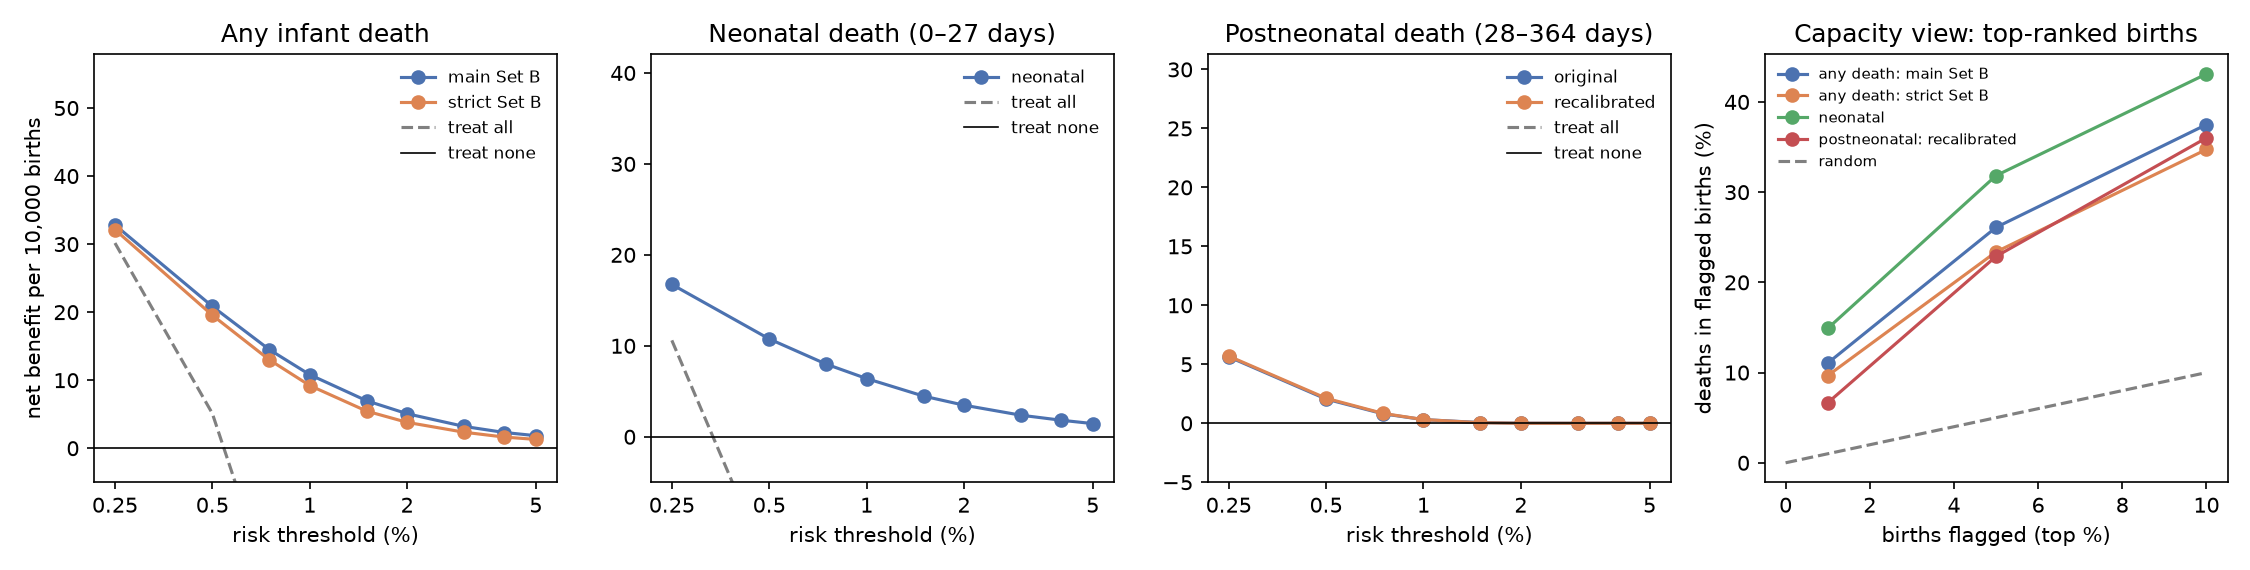 Any infant death
net benefit per 10,000 births
50
40
30
20
10
0
0.25 0.5 1 2 5
risk threshold (%)
main Set B
strict Set B
treat all
treat none
Neonatal death (0–27 days)
40
30
20
10
0
0.25 0.5 1 2 5
risk threshold (%)
neonatal
treat all
treat none
Postneonatal death (28–364 days)
30
25
20
15
10
5
0
−5
0.25 0.5 1 2 5
risk threshold (%)
original
recalibrated
treat all
treat none
Capacity view: top-ranked births
deaths in flagged births (%)
40
30
20
10
0
0 2 4 6 8 10
births flagged (top %)
any death: main Set B
any death: strict Set B
neonatal
postneonatal: recalibrated
random